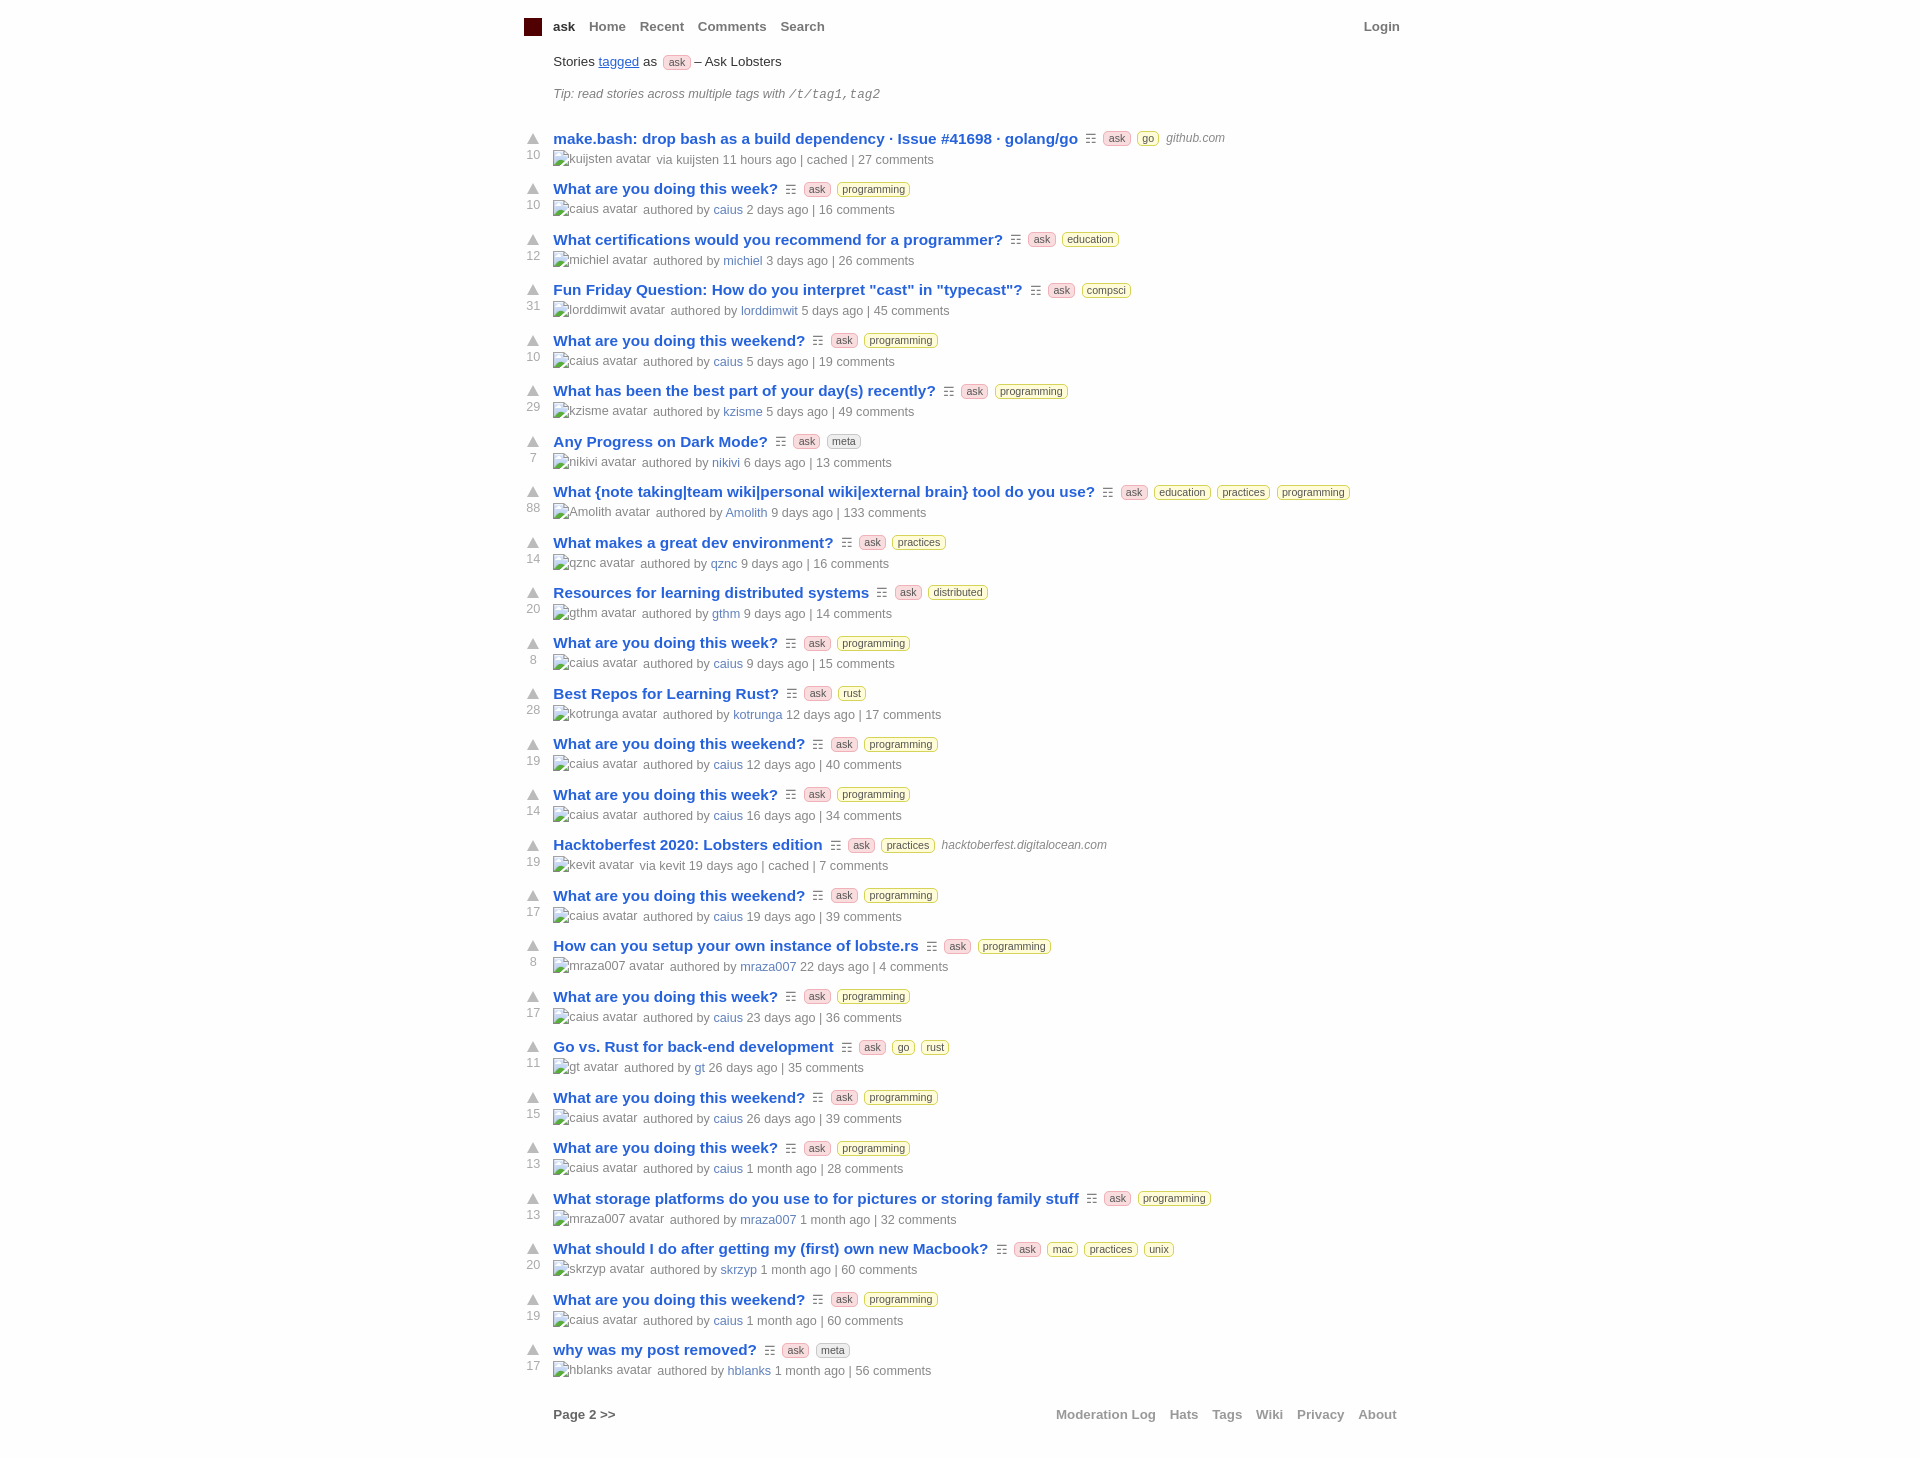 ask Home Recent Comments Search Login
Stories tagged as ask – Ask Lobsters
Tip: read stories across multiple tags with /t/tag1,tag2
make.bash: drop bash as a build dependency · Issue #41698 · golang/go ☶ ask go github.com
10 kuijsten avatar via kuijsten 11 hours ago | cached | 27 comments
What are you doing this week? ☶ ask programming
10 caius avatar authored by caius 2 days ago | 16 comments
What certifications would you recommend for a programmer? ☶ ask education
12 michiel avatar authored by michiel 3 days ago | 26 comments
Fun Friday Question: How do you interpret "cast" in "typecast"? ☶ ask compsci
31 lorddimwit avatar authored by lorddimwit 5 days ago | 45 comments
What are you doing this weekend? ☶ ask programming
10 caius avatar authored by caius 5 days ago | 19 comments
What has been the best part of your day(s) recently? ☶ ask programming
29 kzisme avatar authored by kzisme 5 days ago | 49 comments
Any Progress on Dark Mode? ☶ ask meta
7 nikivi avatar authored by nikivi 6 days ago | 13 comments
What {note taking|team wiki|personal wiki|external brain} tool do you use? ☶ ask education practices programming
88 Amolith avatar authored by Amolith 9 days ago | 133 comments
What makes a great dev environment? ☶ ask practices
14 qznc avatar authored by qznc 9 days ago | 16 comments
Resources for learning distributed systems ☶ ask distributed
20 gthm avatar authored by gthm 9 days ago | 14 comments
What are you doing this week? ☶ ask programming
8 caius avatar authored by caius 9 days ago | 15 comments
Best Repos for Learning Rust? ☶ ask rust
28 kotrunga avatar authored by kotrunga 12 days ago | 17 comments
What are you doing this weekend? ☶ ask programming
19 caius avatar authored by caius 12 days ago | 40 comments
What are you doing this week? ☶ ask programming
14 caius avatar authored by caius 16 days ago | 34 comments
Hacktoberfest 2020: Lobsters edition ☶ ask practices hacktoberfest.digitalocean.com
19 kevit avatar via kevit 19 days ago | cached | 7 comments
What are you doing this weekend? ☶ ask programming
17 caius avatar authored by caius 19 days ago | 39 comments
How can you setup your own instance of lobste.rs ☶ ask programming
8 mraza007 avatar authored by mraza007 22 days ago | 4 comments
What are you doing this week? ☶ ask programming
17 caius avatar authored by caius 23 days ago | 36 comments
Go vs. Rust for back-end development ☶ ask go rust
11 gt avatar authored by gt 26 days ago | 35 comments
What are you doing this weekend? ☶ ask programming
15 caius avatar authored by caius 26 days ago | 39 comments
What are you doing this week? ☶ ask programming
13 caius avatar authored by caius 1 month ago | 28 comments
What storage platforms do you use to for pictures or storing family stuff ☶ ask programming
13 mraza007 avatar authored by mraza007 1 month ago | 32 comments
What should I do after getting my (first) own new Macbook? ☶ ask mac practices unix
20 skrzyp avatar authored by skrzyp 1 month ago | 60 comments
What are you doing this weekend? ☶ ask programming
19 caius avatar authored by caius 1 month ago | 60 comments
why was my post removed? ☶ ask meta
17 hblanks avatar authored by hblanks 1 month ago | 56 comments
Page 2 >> Moderation Log Hats Tags Wiki Privacy About